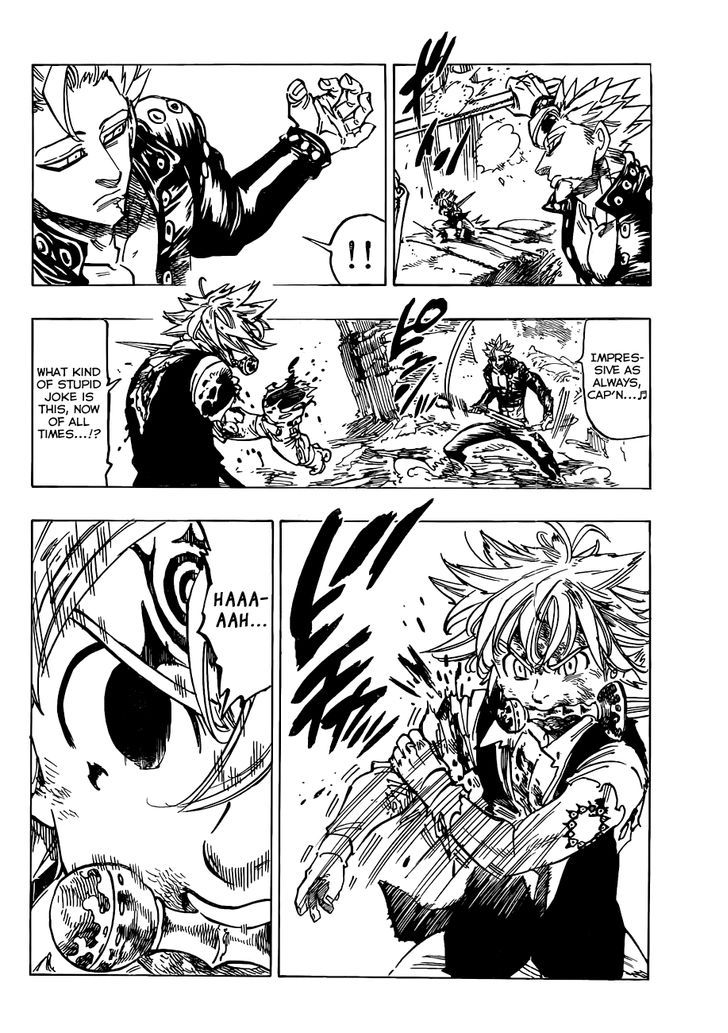 !!
IMPRES-
SIVE AS
ALWAYS,
CAP'N...♫
WHAT KIND
OF STUPID
JOKE IS
THIS, NOW
OF ALL
TIMES...!?
HAAA-
AAH...